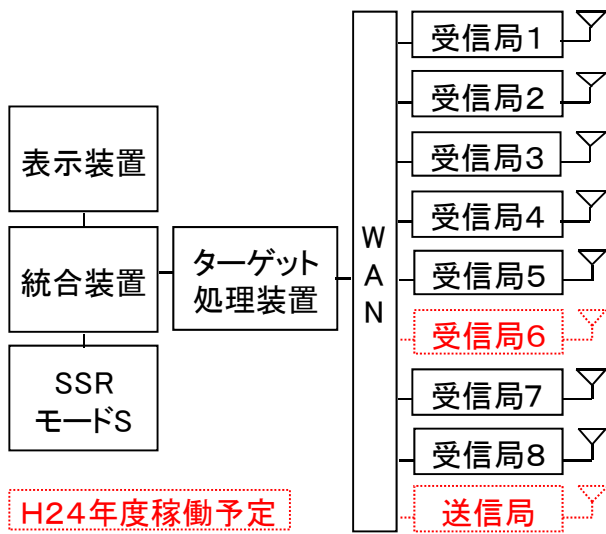 表示装置
統合装置
SSR
モードS
ターゲット
処理装置
W
A
N
受信局1
受信局2
受信局3
受信局4
受信局5
受信局6
受信局7
受信局8
送信局
H24年度稼働予定